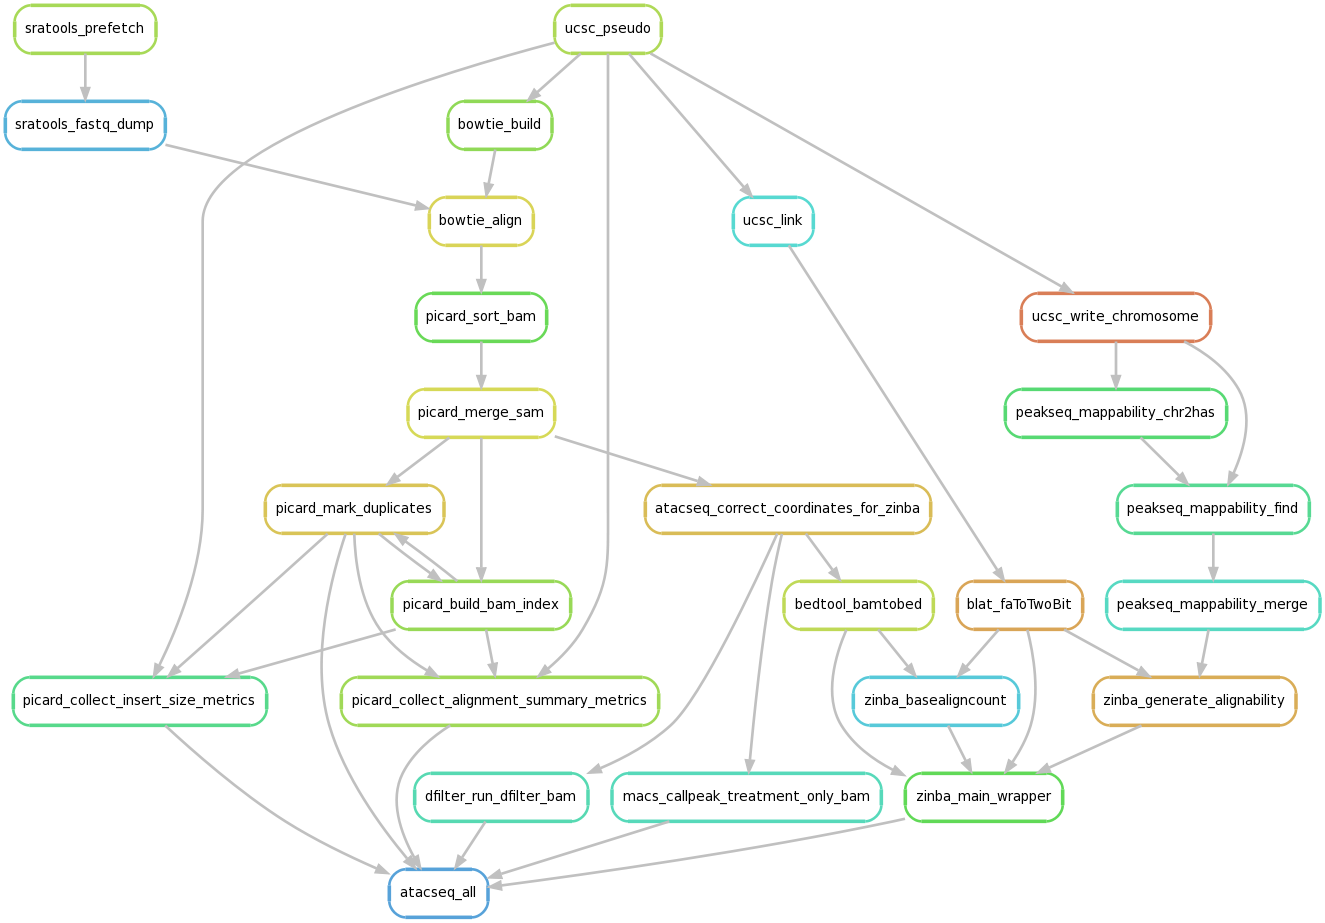 sratools_prefetch
ucsc_pseudo
sratools_fastq_dump
bowtie_build
bowtie_align
ucsc_link
picard_sort_bam
ucsc_write_chromosome
picard_merge_sam
peakseq_mappability_chr2has
picard_mark_duplicates
atacseq_correct_coordinates_for_zinba
peakseq_mappability_find
picard_build_bam_index
bedtool_bamtobed
blat_faToTwoBit
peakseq_mappability_merge
picard_collect_insert_size_metrics
picard_collect_alignment_summary_metrics
zinba_basealigncount
zinba_generate_alignability
dfilter_run_dfilter_bam
macs_callpeak_treatment_only_bam
zinba_main_wrapper
atacseq_all